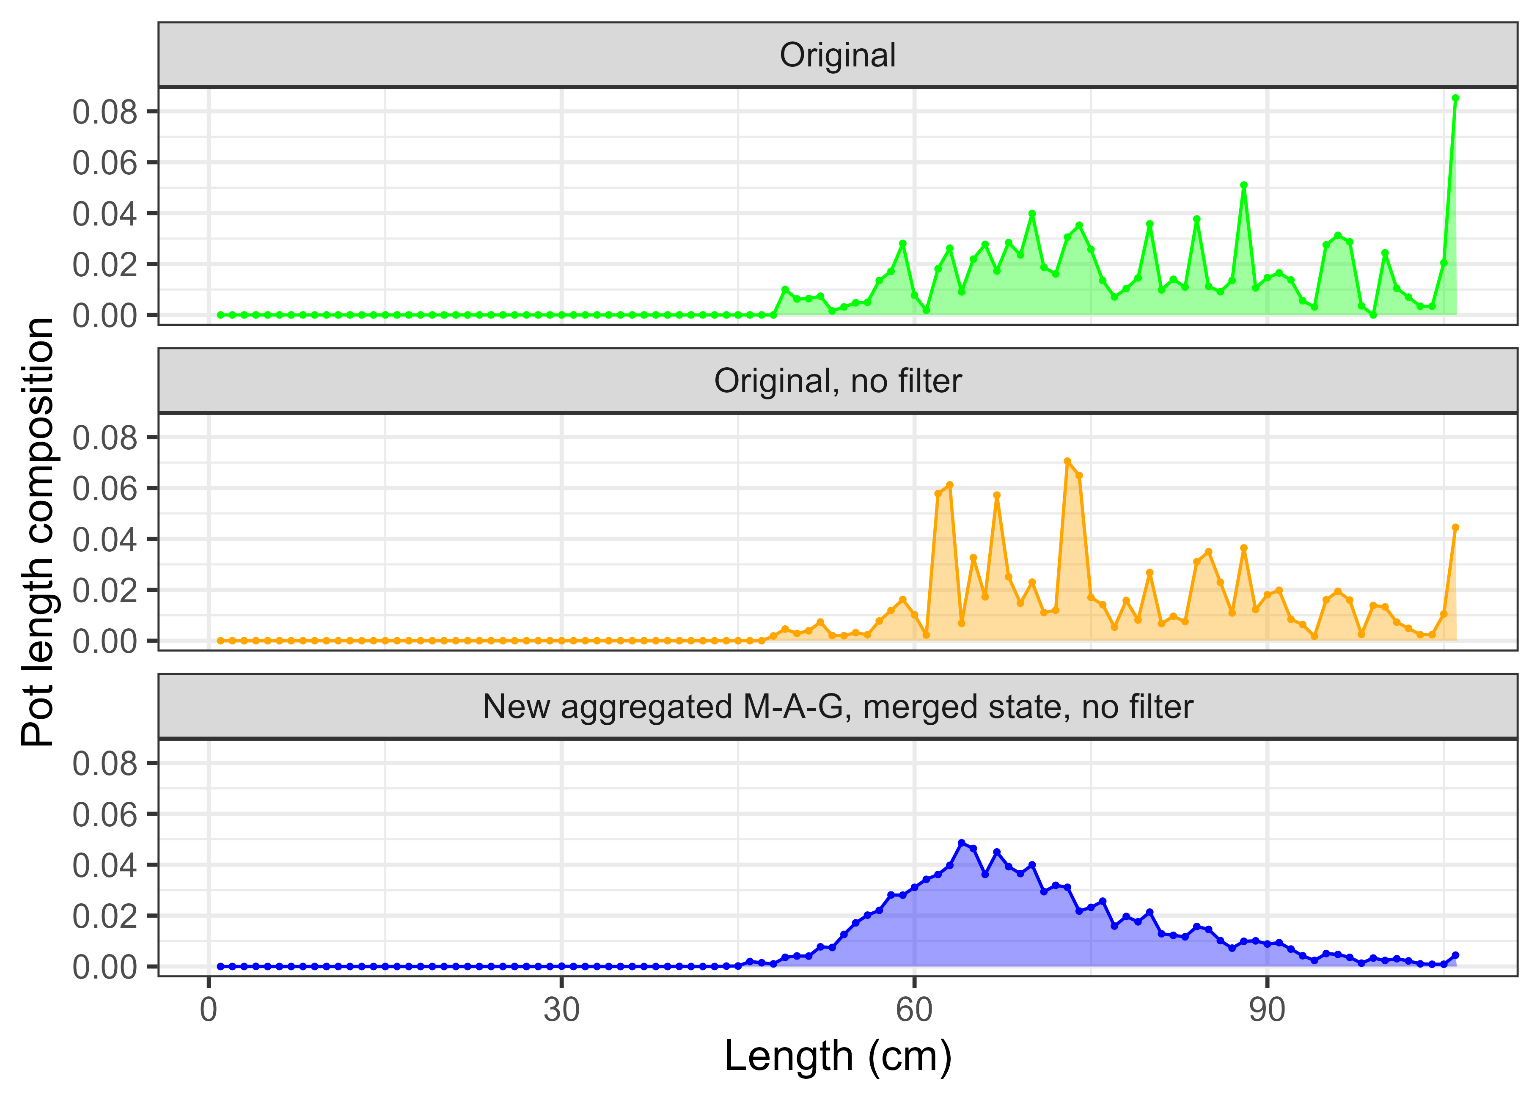 Original
0.08
0.06
0.04
0.02
0.00
Original, no filter
0.08
0.06
0.04
0.02
0.00
New aggregated M-A-G, merged state, no filter
0.08
0.06
0.04
0.02
0.00
0 30 60 90
Length (cm)
Pot length composition